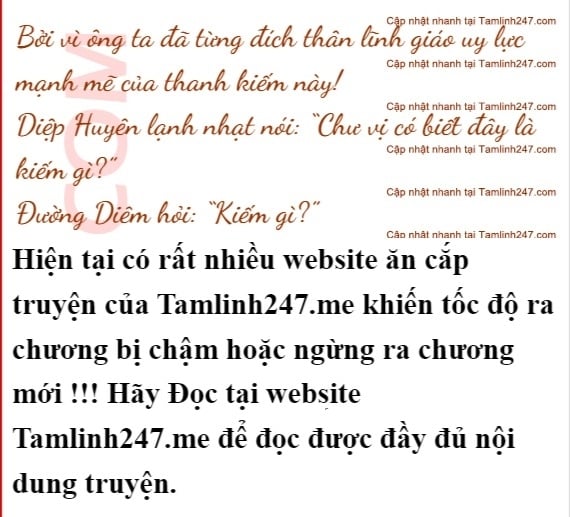 Cập nhật nhanh tại Tamlinh247.com
Bởi vì ông ta đã từng đích thân lĩnh giáo uy lực
Cập nhật nhanh tại Tamlinh247.com
mạnh mẽ của thanh kiếm này!
Cập nhật nhanh tại Tamlinh247.com
Diệp Huyên lạnh nhạt nói: "Chư vị có biết đây là
Cập nhật nhanh tại Tamlinh247.com
kiếm gì?"
Cập nhật nhanh tại Tamlinh247.com
Đường Diêm hỏi: "Kiếm gì?"
Cập nhật nhanh tại Tamlinh247.com
COM
Hiện tại có rất nhiều website ăn cắp
truyện của Tamlinh247.me khiến tốc độ ra
chương bị chậm hoặc ngừng ra chương
mới !!! Hãy Đọc tại website
Tamlinh247.me để đọc được đầy đủ nội
dung truyện.